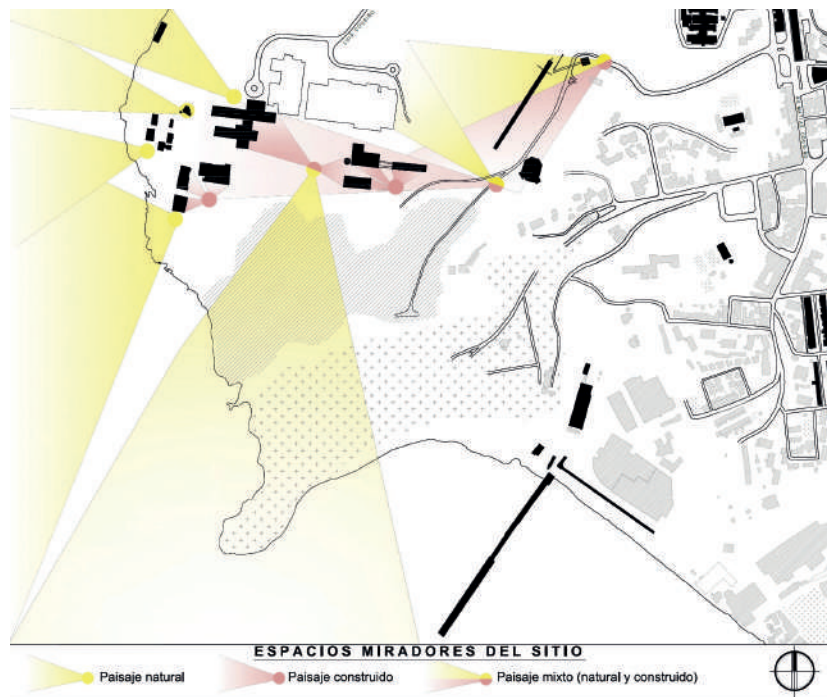 ESPACIOS MIRADORES DEL SITIO
Paisaje natural
Paisaje construido
Paisaje mixto (natural y construido)